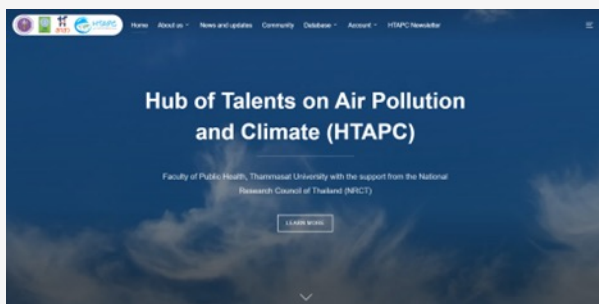 HTAPC
Home About us News and updates Community Database Account HTAPC Newsletter
Hub of Talents on Air Pollution
and Climate (HTAPC)
Faculty of Public Health, Thammasat University with the support from the National
Research Council of Thailand (NRCT)
LEARN MORE